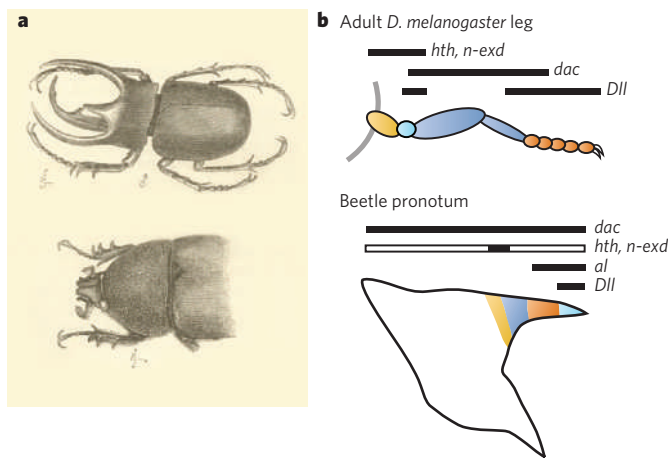 a
b Adult D. melanogaster leg
hth, n-exd
dac
Dll
Beetle pronotum
dac
hth, n-exd
al
Dll